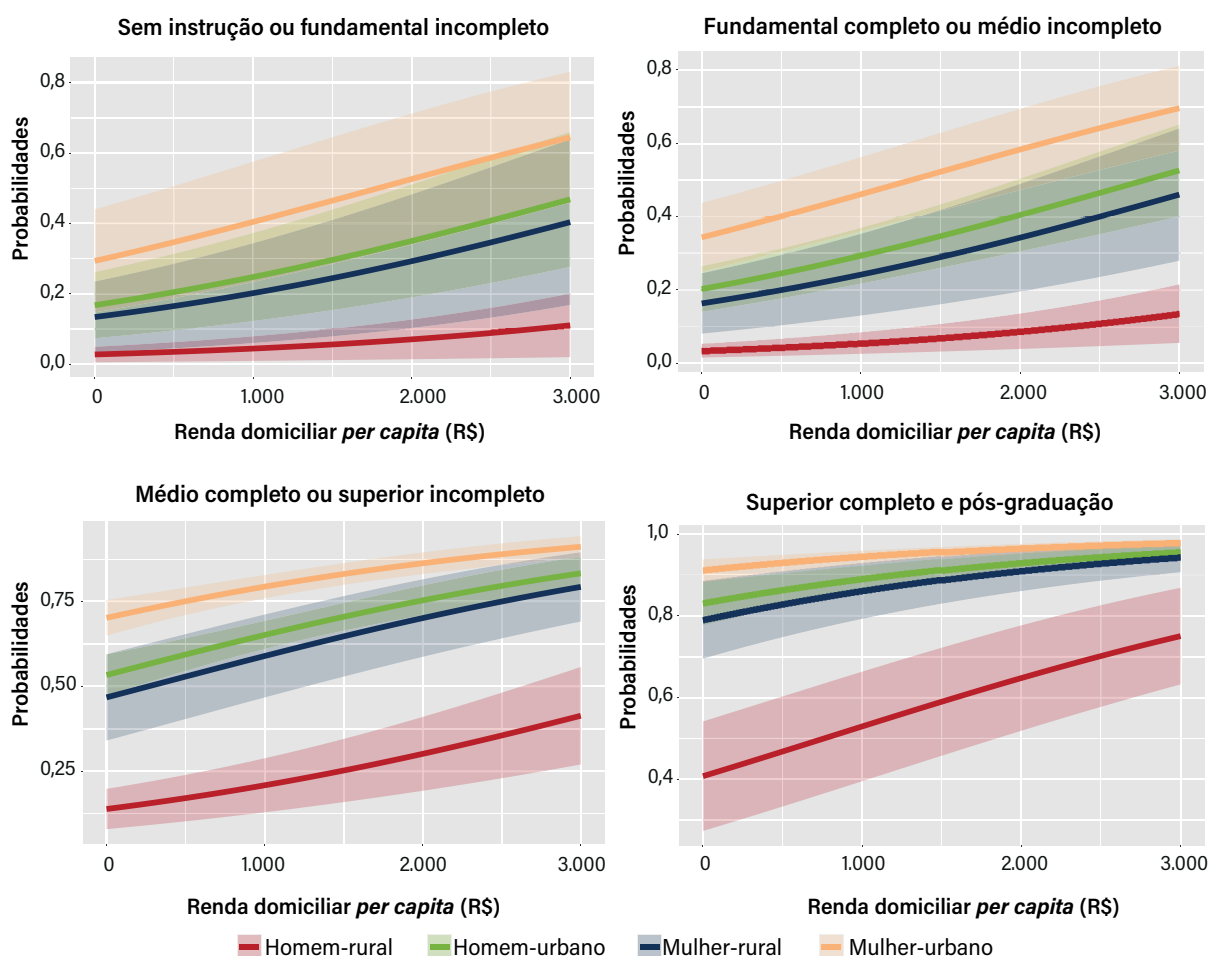 Sem instrução ou fundamental incompleto
0,8
0,6
0,4
0,2
0,0
Probabilidades
0 1.000 2.000 3.000
Renda domiciliar per capita (R$)
Fundamental completo ou médio incompleto
0,8
0,6
0,4
0,2
0,0
Probabilidades
0 1.000 2.000 3.000
Renda domiciliar per capita (R$)
Médio completo ou superior incompleto
0,75
0,50
0,25
Probabilidades
0 1.000 2.000 3.000
Renda domiciliar per capita (R$)
Superior completo e pós-graduação
1,0
0,8
0,6
0,4
Probabilidades
0 1.000 2.000 3.000
Renda domiciliar per capita (R$)
Homem-rural Homem-urbano Mulher-rural Mulher-urbano